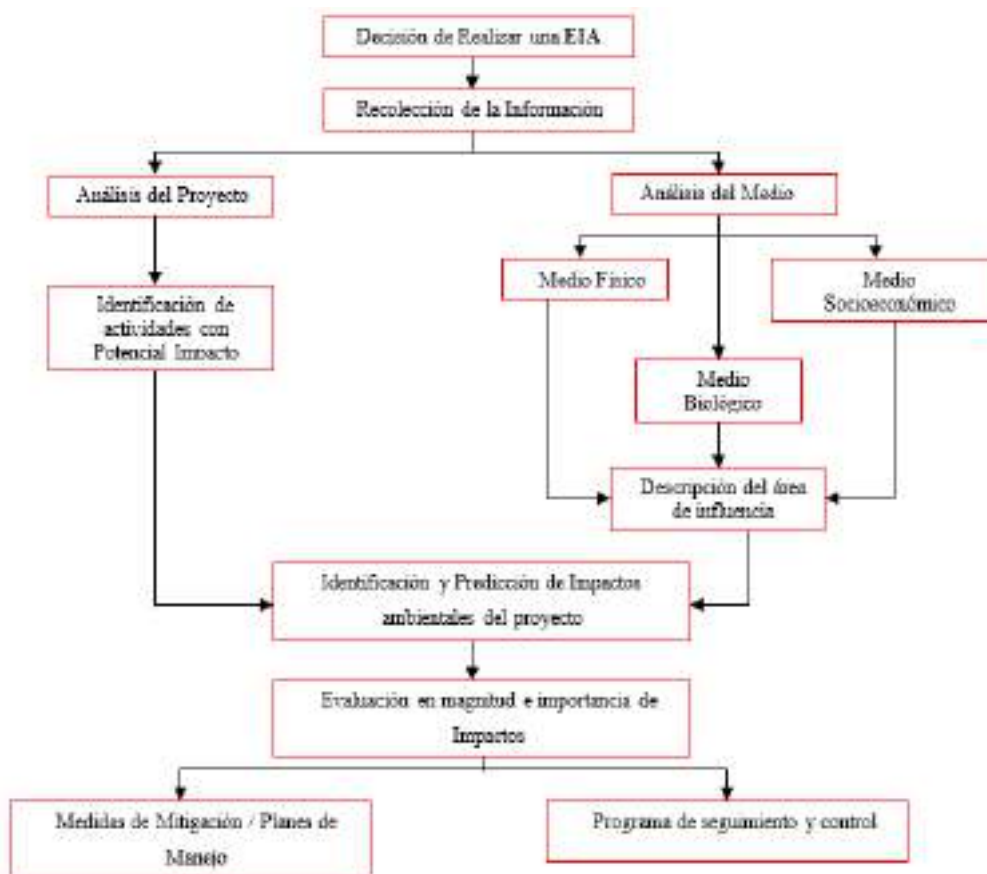 Decisión de Realizar una EIA
Recolección de la Información
Análisis del Proyecto
Análisis del Medio
Medio Físico
Medio
Socioeconómico
Identificación de
actividades con
Potencial Impacto
Medio
Biológico
Descripción del área
de influencia
Identificación y Predicción de Impactos
ambientales del proyecto
Evaluación en magnitud e importancia de
Impactos
Medidas de Mitigación / Planes de
Manejo
Programa de seguimiento y control